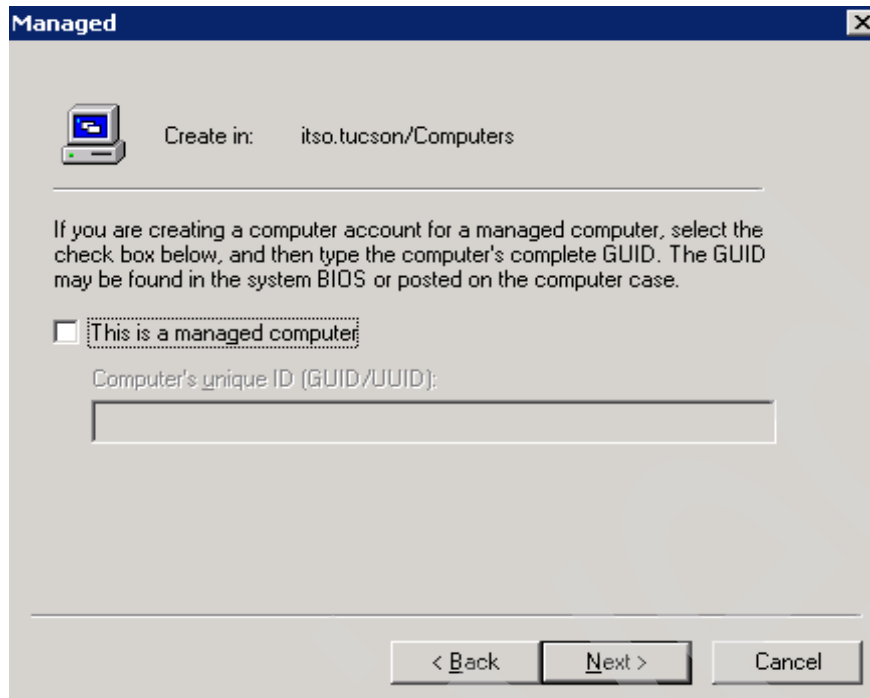 Managed
Create in: itso.tucson/Computers
If you are creating a computer account for a managed computer, select the
check box below, and then type the computer's complete GUID. The GUID
may be found in the system BIOS or posted on the computer case.
This is a managed computer
Computer's unique ID (GUID/UUID):
< Back Next > Cancel